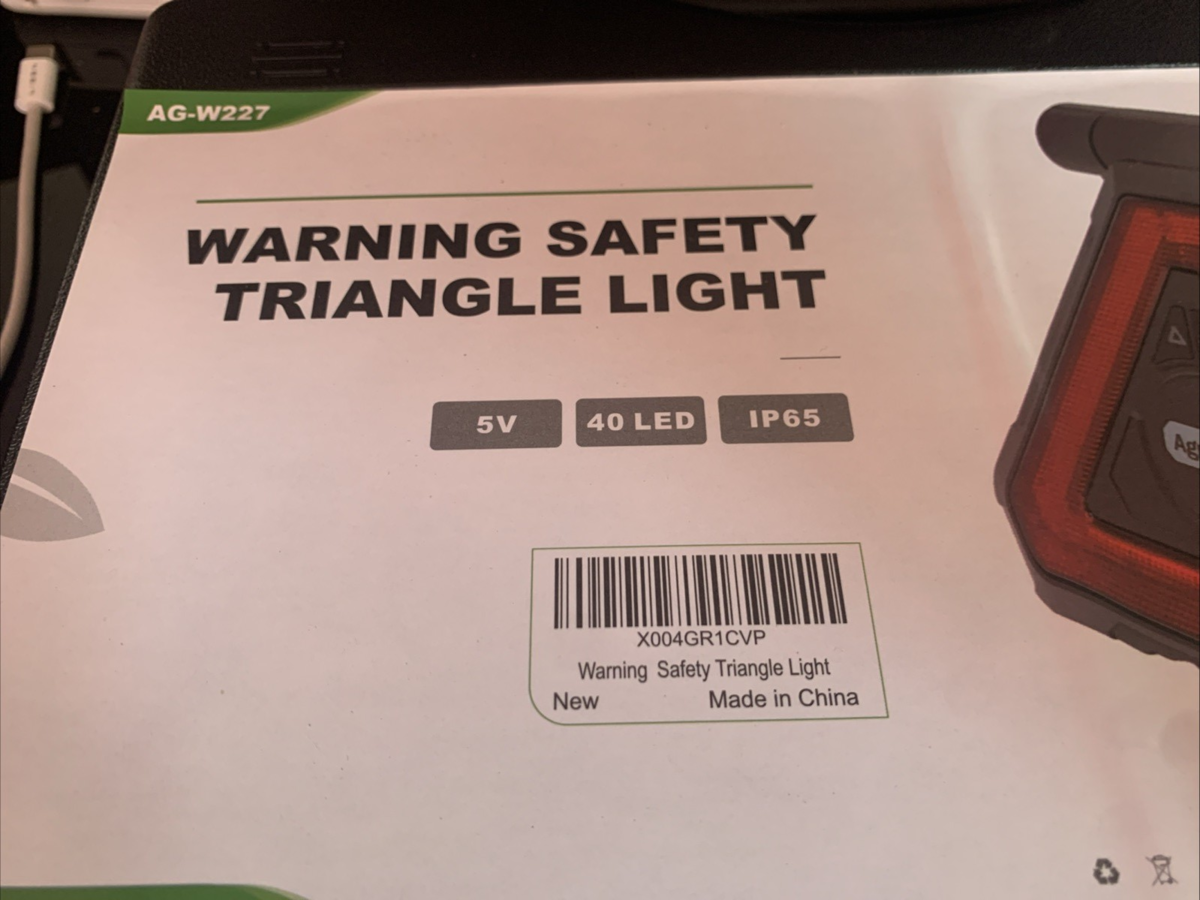 AG-W227
WARNING SAFETY
TRIANGLE LIGHT
5V
40 LED
IP65
Ag
X004GR1CVP
Warning Safety Triangle Light
New
Made in China